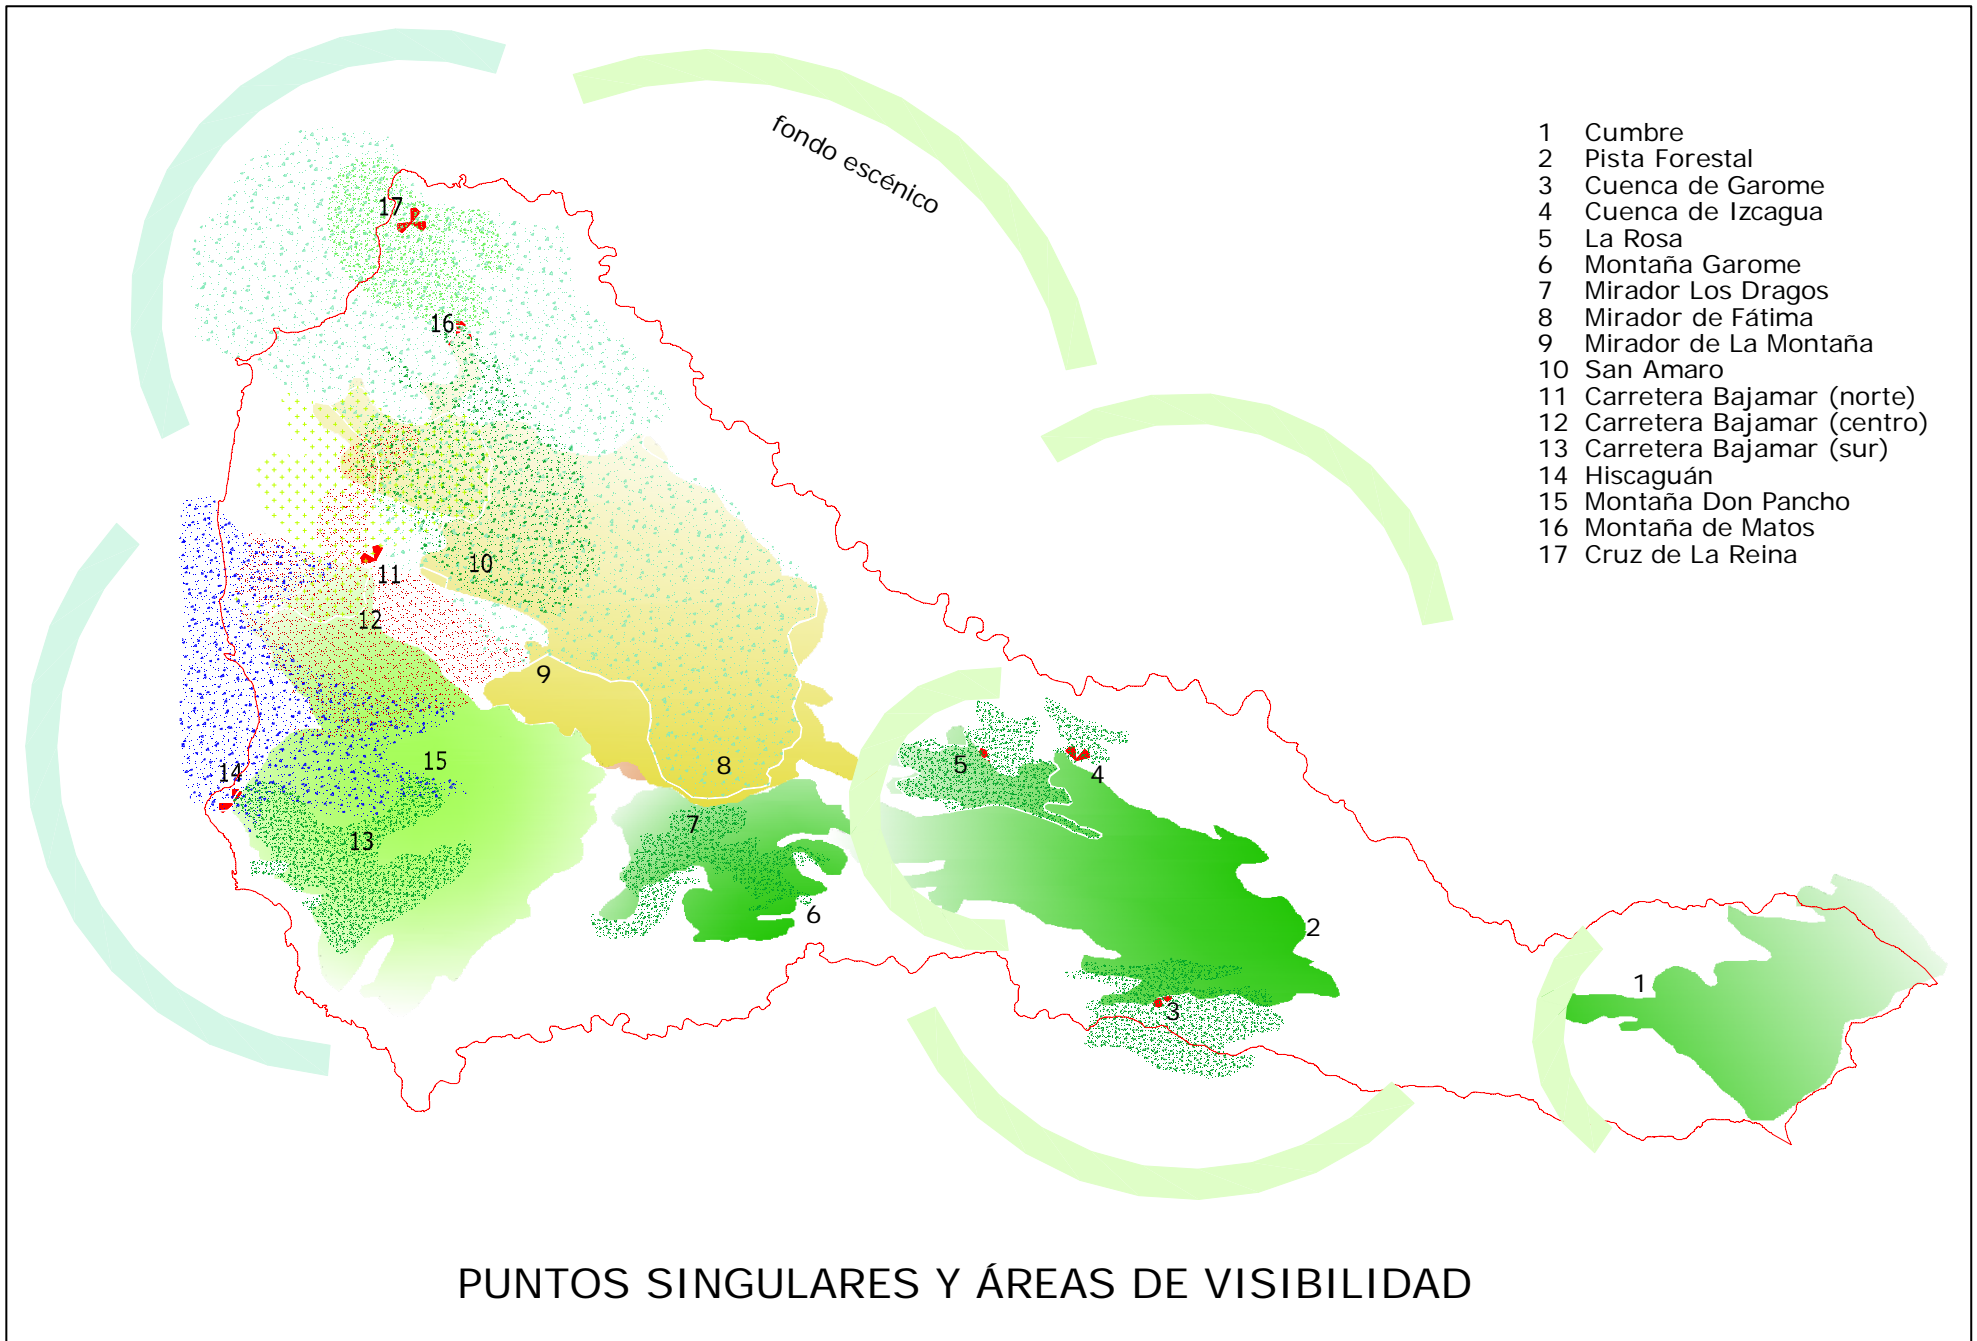 fondo escénico
1 Cumbre
2 Pista Forestal
3 Cuenca de Garome
4 Cuenca de Izcagua
5 La Rosa
6 Montaña Garome
7 Mirador Los Dragos
8 Mirador de Fátima
9 Mirador de La Montaña
10 San Amaro
11 Carretera Bajamar (norte)
12 Carretera Bajamar (centro)
13 Carretera Bajamar (sur)
14 Hiscaguán
15 Montaña Don Pancho
16 Montaña de Matos
17 Cruz de La Reina
17
16
10
11
12
9
15
8
14
5
4
7
13
6
2
1
3
PUNTOS SINGULARES Y ÁREAS DE VISIBILIDAD